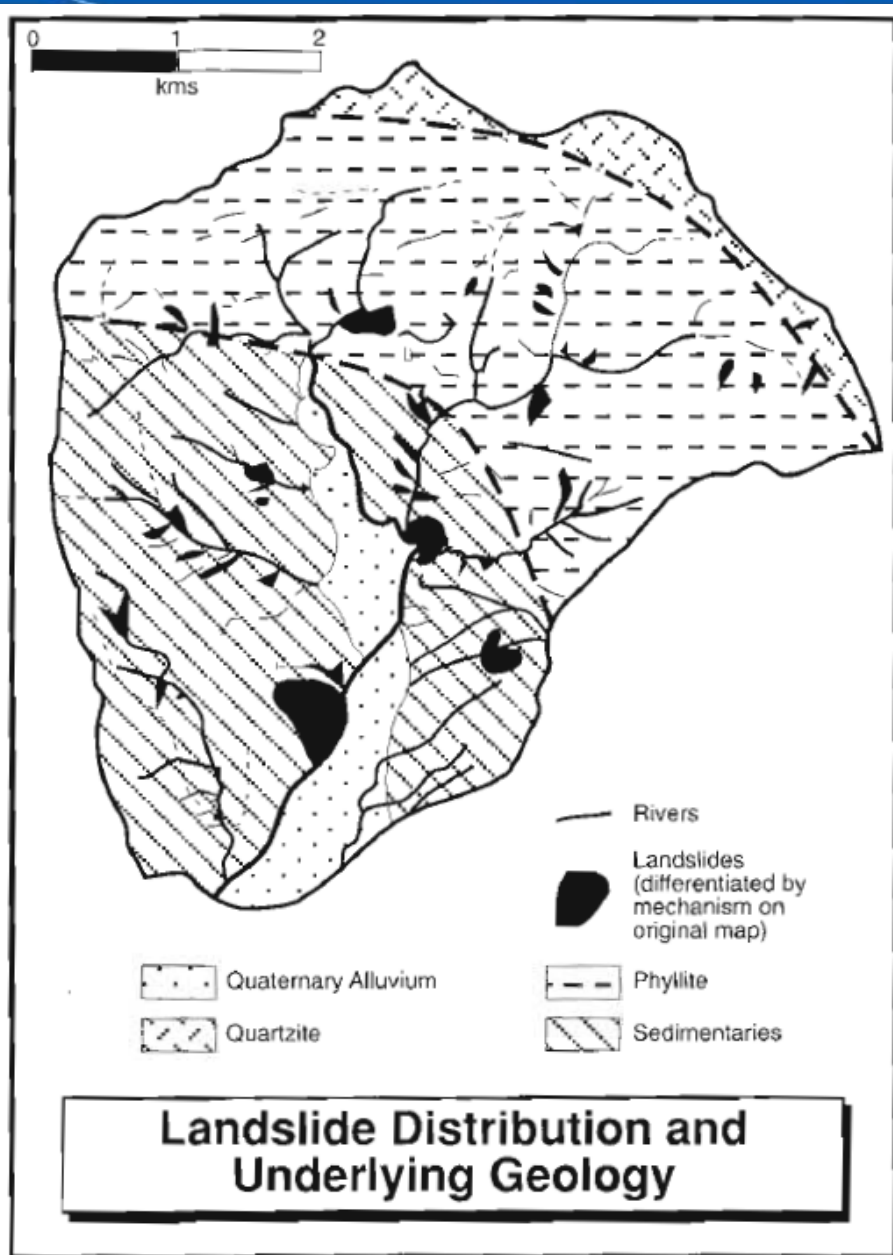 0 1 2
kms
Rivers
Landslides
(differentiated by
mechanism on
original map)
Quaternary Alluvium
Phyllite
Quartzite
Sedimentaries
Landslide Distribution and
Underlying Geology